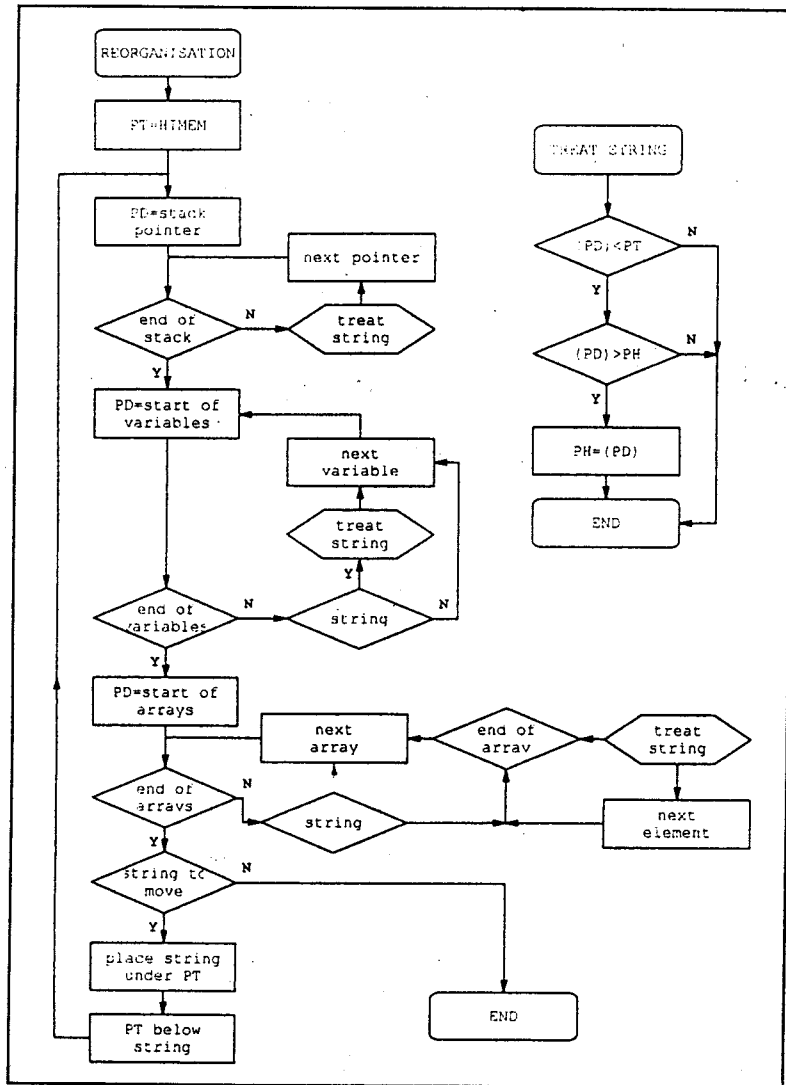 REORGANISATION
PT=HIMEM
PD=stack
pointer
next pointer
end of
stack
N
treat
string
Y
PD=start of
variables
next
variable
treat
string
Y
end of
variables
N
string
N
Y
PD=start of
arrays
next
array
end of
array
treat
string
end of
arrays
N
string
next
element
Y
string to
move
N
Y
place string
under PT
PT below
string
END
TREAT STRING
(PD)<PT
N
Y
(PD)>PH
N
Y
PH=(PD)
END